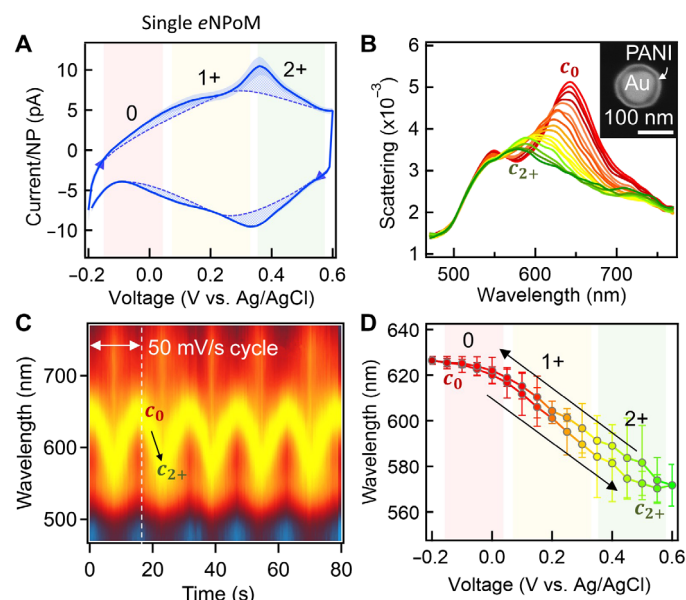 Single eNPoM
A
Current/NP (pA)
10
5
0
−5
−10
0
1+
2+
−0.2
0.0
0.2
0.4
0.6
Voltage (V vs. Ag/AgCl)
B
Scattering (x10⁻³)
6
5
4
3
2
1
c₀
c₂₊
PANI
Au
100 nm
500
600
700
Wavelength (nm)
C
Wavelength (nm)
700
600
500
50 mV/s cycle
c₀
c₂₊
0
20
40
60
80
Time (s)
D
Wavelength (nm)
640
620
600
580
560
0
1+
2+
c₀
c₂₊
−0.2
0.0
0.2
0.4
0.6
Voltage (V vs. Ag/AgCl)